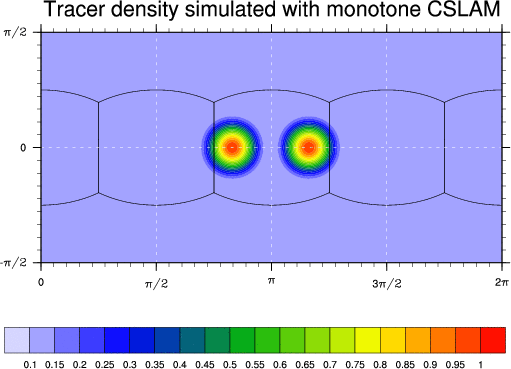 Tracer density simulated with monotone CSLAM
π/2
0
-π/2
0 π/2 π 3π/2 2π
0.1 0.15 0.2 0.25 0.3 0.35 0.4 0.45 0.5 0.55 0.6 0.65 0.7 0.75 0.8 0.85 0.9 0.95 1